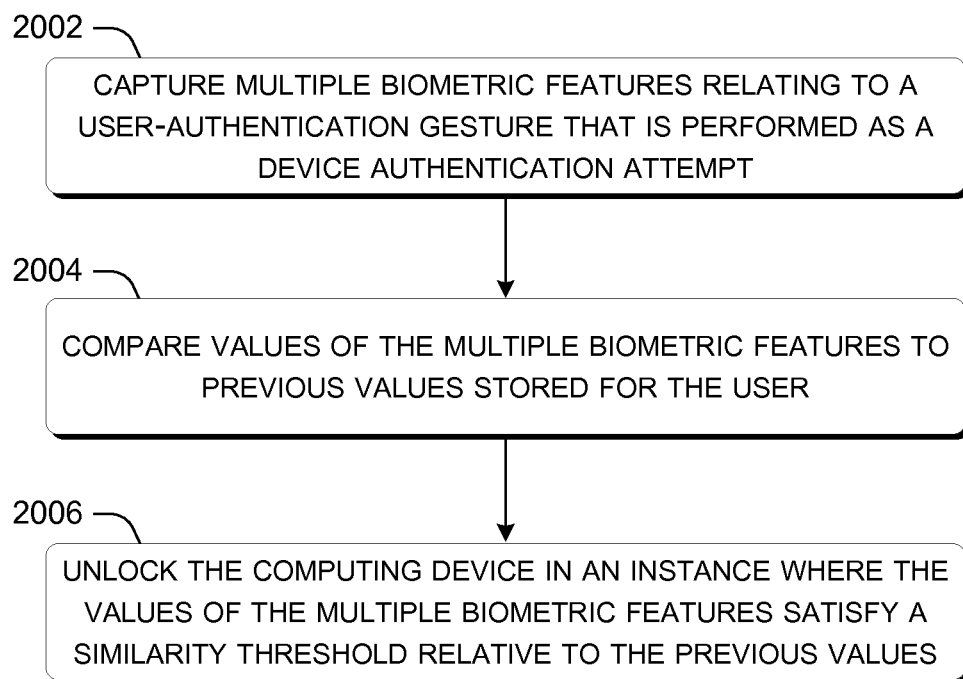 2002
CAPTURE MULTIPLE BIOMETRIC FEATURES RELATING TO A
USER-AUTHENTICATION GESTURE THAT IS PERFORMED AS A
DEVICE AUTHENTICATION ATTEMPT
2004
COMPARE VALUES OF THE MULTIPLE BIOMETRIC FEATURES TO
PREVIOUS VALUES STORED FOR THE USER
2006
UNLOCK THE COMPUTING DEVICE IN AN INSTANCE WHERE THE
VALUES OF THE MULTIPLE BIOMETRIC FEATURES SATISFY A
SIMILARITY THRESHOLD RELATIVE TO THE PREVIOUS VALUES